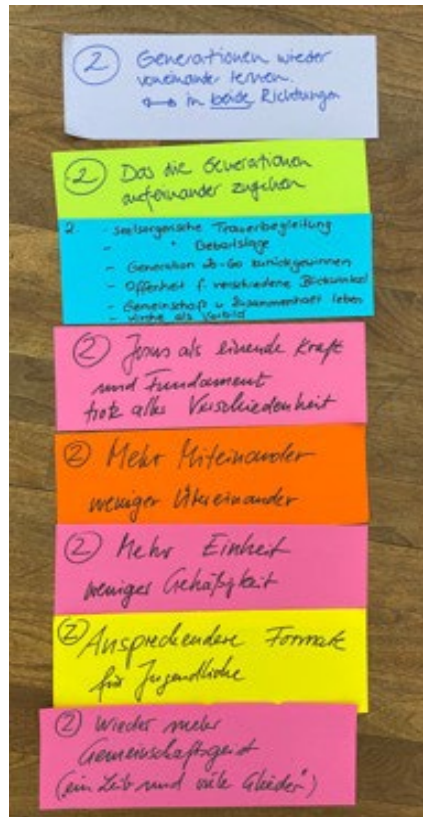 2 Generationen wieder
voneinander lernen.
↔ in beide Richtungen
2 Das die Generationen
aufeinander zugehen
2. - seelsorgerische Trauerbegleitung
- " Geburtstage
- Generation 20-60 zurückgewinnen
- Offenheit f. verschiedene Blickwinkel
- Gemeinschaft u Zusammenhalt leben
- Kirche als Vorbild
2 Jesus als einende Kraft
und Fundament
trotz aller Verschiedenheit
2 Mehr Miteinander
weniger Übereinander
2 Mehr Einheit
weniger Gehäßigkeit
2 Ansprechendere Formate
für Jugendliche
2 Wieder mehr
Gemeinschaftsgeist
("ein Leib und viele Glieder")